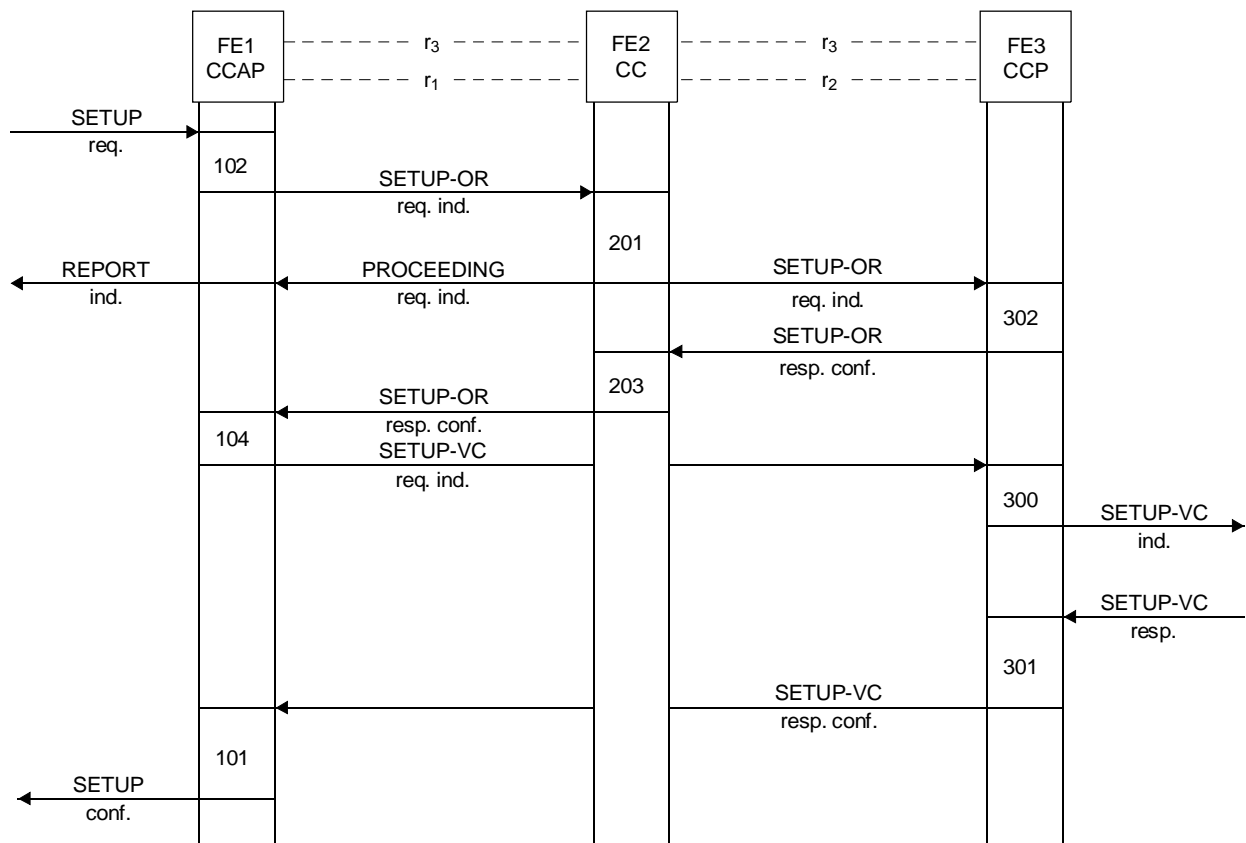 FE1
CCAP
r3
r1
FE2
CC
r3
r2
FE3
CCP
SETUP
req.
102
SETUP-OR
req. ind.
201
REPORT
ind.
PROCEEDING
req. ind.
SETUP-OR
req. ind.
302
SETUP-OR
resp. conf.
203
SETUP-OR
resp. conf.
104
SETUP-VC
req. ind.
300
SETUP-VC
ind.
SETUP-VC
resp.
301
SETUP-VC
resp. conf.
101
SETUP
conf.